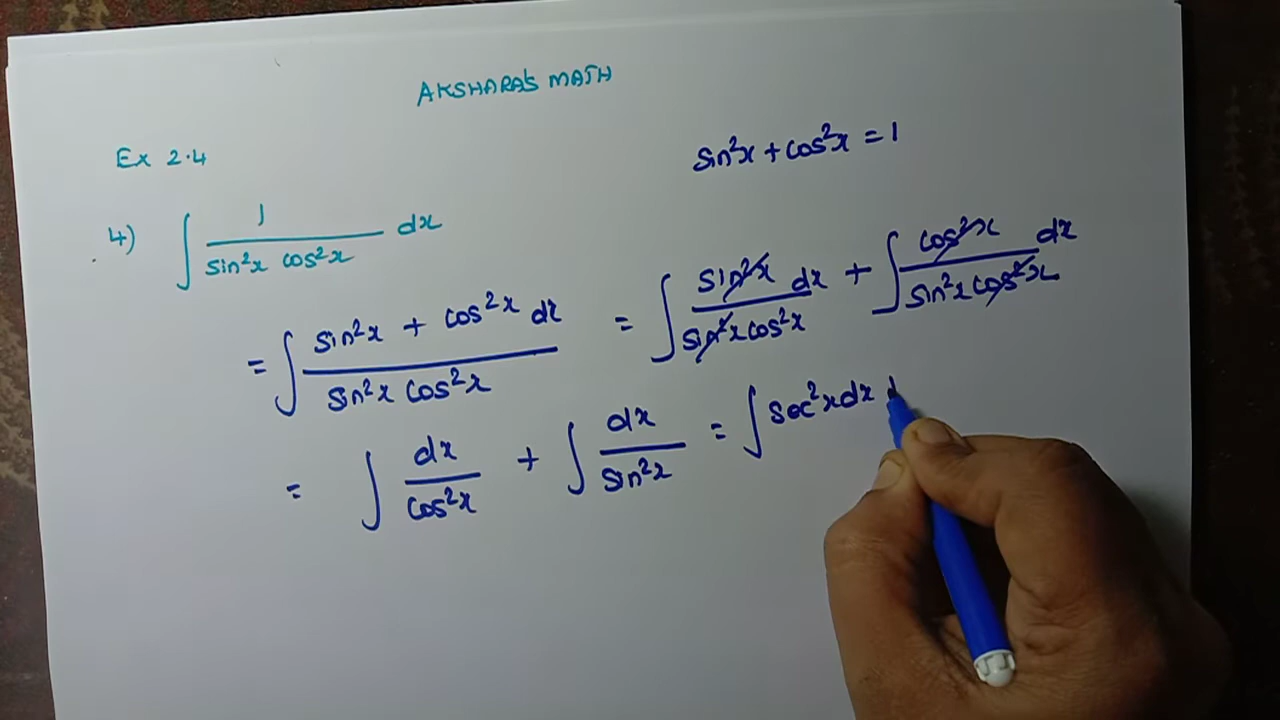 AKSHARA'S MATH
sin²x + cos²x = 1
Ex 2.4
4) ∫ 1 / (sin²x cos²x) dx
= ∫ (sin²x + cos²x dx) / (sin²x cos²x) = ∫ sin²x dx / (sin²x cos²x) + ∫ cos²x / (sin²x cos²x) dx
= ∫ dx / cos²x + ∫ dx / sin²x = ∫ sec²x dx